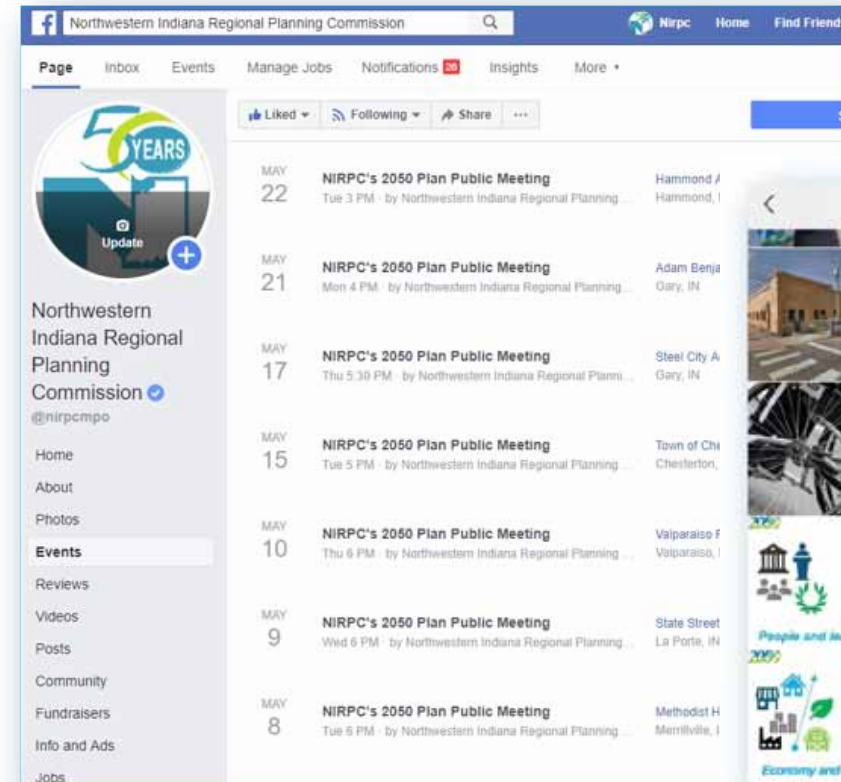 f Northwestern Indiana Regional Planning Commission Nirpc Home Find Friend
Page Inbox Events Manage Jobs Notifications 26 Insights More
Liked Following Share ...
50 YEARS
Update
Northwestern
Indiana Regional
Planning
Commission
@nirpcmpo
Home
About
Photos
Events
Reviews
Videos
Posts
Community
Fundraisers
Info and Ads
Jobs
MAY
22
NIRPC's 2050 Plan Public Meeting
Tue 3 PM · by Northwestern Indiana Regional Planning ...
Hammond
Hammond,
MAY
21
NIRPC's 2050 Plan Public Meeting
Mon 4 PM · by Northwestern Indiana Regional Planning...
Adam Benja
Gary, IN
MAY
17
NIRPC's 2050 Plan Public Meeting
Thu 5:30 PM · by Northwestern Indiana Regional Planni...
Steel City A
Gary, IN
MAY
15
NIRPC's 2050 Plan Public Meeting
Tue 5 PM · by Northwestern Indiana Regional Planning ...
Town of Che
Chesterton,
MAY
10
NIRPC's 2050 Plan Public Meeting
Thu 6 PM · by Northwestern Indiana Regional Planning ...
Valparaiso
Valparaiso,
MAY
9
NIRPC's 2050 Plan Public Meeting
Wed 6 PM · by Northwestern Indiana Regional Planning...
State Street
La Porte, IN
MAY
8
NIRPC's 2050 Plan Public Meeting
Tue 6 PM · by Northwestern Indiana Regional Planning ...
Methodist H
Merrillville,
2050
People and
2050
Economy and